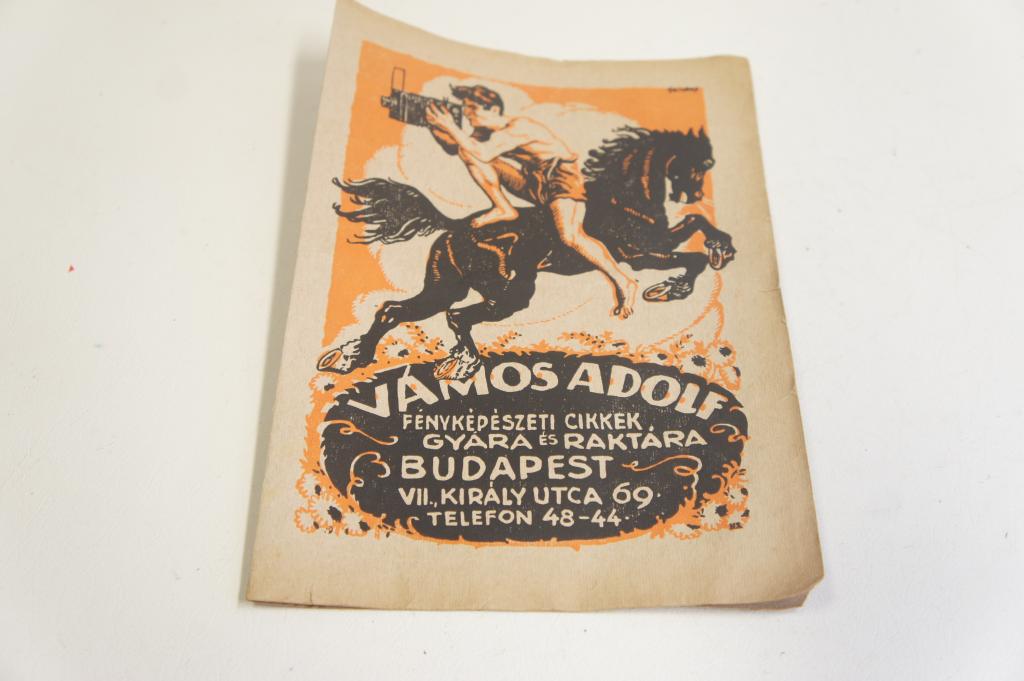 VÁMOS ADOLF
FÉNYKÉPÉSZETI CIKKEK
GYÁRA ÉS RAKTÁRA
BUDAPEST
VII., KIRÁLY UTCA 69.
TELEFON 48-44.